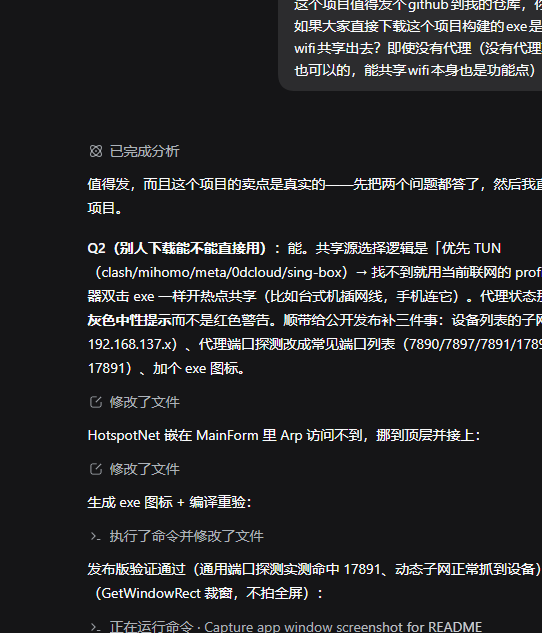 这个项目值得发个github到我的仓库，
如果大家直接下载这个项目构建的exe是
wifi共享出去？即使没有代理（没有代理
也可以的，能共享wifi本身也是功能点）
已完成分析
值得发，而且这个项目的卖点是真实的——先把两个问题都答了，然后我
项目。
Q2（别人下载能不能直接用）：能。共享源选择逻辑是「优先 TUN
（clash/mihomo/meta/0dcloud/sing-box）→ 找不到就用当前联网的 prof
器双击 exe 一样开热点共享（比如台式机插网线，手机连它）。代理状态
灰色中性提示而不是红色警告。顺带给公开发布补三件事：设备列表的子
192.168.137.x）、代理端口探测改成常见端口列表（7890/7897/7891/1789
17891）、加个 exe 图标。
修改了文件
HotspotNet 嵌在 MainForm 里 Arp 访问不到，挪到顶层并接上：
修改了文件
生成 exe 图标 + 编译重验：
执行了命令并修改了文件
发布版验证通过（通用端口探测实测命中 17891、动态子网正常抓到设备）
（GetWindowRect 裁窗，不拍全屏）：
正在运行命令 · Capture app window screenshot for README